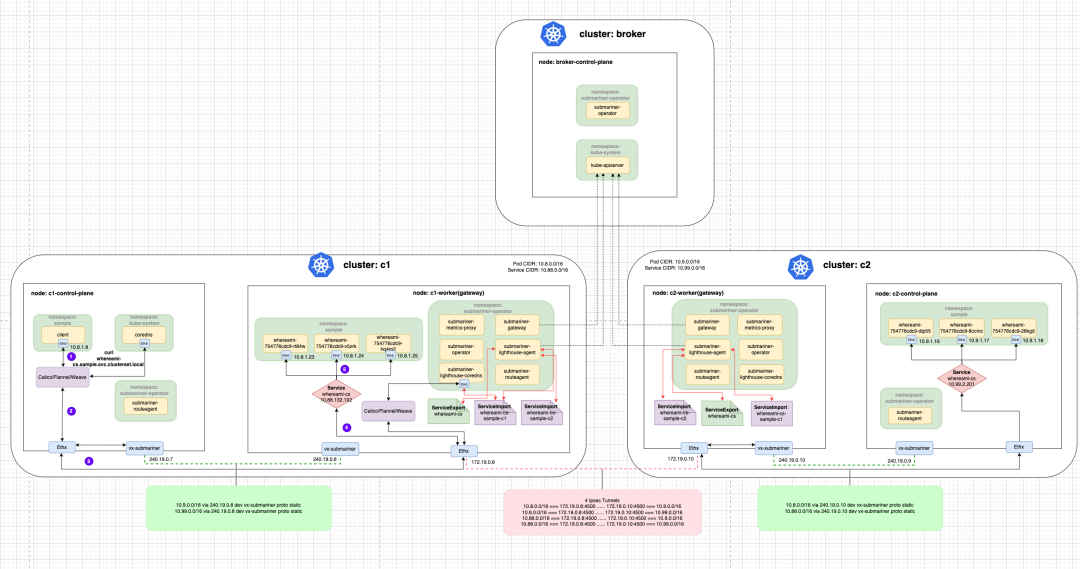 cluster: broker
node: broker-control-plane
namespace:
submariner-operator
submariner-
operator
namespace:
kube-system
kube-apiserver
cluster: c1
Pod CIDR: 10.8.0.0/16
Service CIDR: 10.88.0.0/16
node: c1-control-plane
namespace:
sample
client
Eth0
10.8.1.8
namespace:
kube-system
coredns
Eth0
1
curl
whereami-
cs.sample.svc.clusterset.local
Calico/Flannel/Weave
namespace:
submariner-operator
submariner-
routeagent
2
Ethx
vx-submariner
240.19.0.7
3
node: c1-worker(gateway)
namespace:
sample
whereami-
Eth0
10.8.1.23
whereami-
Eth0
10.8.1.24
whereami-
754776cdc9-
Eth0
10.8.1.25
5
Service
whereami-cs
10.88.132.102
4
Calico/Flannel/Weave
namespace:
submariner-operator
submariner-
metrics-proxy
submariner-
gateway
submariner-
operator
submariner-
lighthouse-agent
submariner-
lighthouse-coredns
Eth0
submariner-
routeagent
ServiceExport
whereami-cs
ServiceImport
whereami-cs-
sample-c1
ServiceImport
whereami-cs-
sample-c2
vx-submariner
240.19.0.8
Ethx
172.19.0.8
cluster: c2
Pod CIDR: 10.9.0.0/16
Service CIDR: 10.99.0.0/16
node: c2-worker(gateway)
namespace:
submariner-operator
submariner-
gateway
submariner-
metrics-proxy
submariner-
lighthouse-agent
submariner-
operator
submariner-
routeagent
submariner-
lighthouse-coredns
ServiceImport
whereami-cs-
sample-c2
ServiceExport
whereami-cs
ServiceImport
whereami-cs-
sample-c1
Ethx
172.19.0.10
vx-submariner
240.19.0.10
node: c2-control-plane
namespace:
sample
whereami-
754776cdc9-djp55
Eth0
10.9.1.16
whereami-
754776cdc9-8ccmc
Eth0
10.9.1.17
whereami-
754776cdc9-28kgd
Eth0
10.9.1.18
Service
whereami-cs
10.99.2.201
namespace:
submariner-operator
submariner-
routeagent
vx-submariner
240.19.0.9
Ethx
10.9.0.0/16 via 240.19.0.8 dev vx-submariner proto static
10.99.0.0/16 via 240.19.0.8 dev vx-submariner proto static
4 Ipsec Tunnels
10.8.0.0/16 === 172.19.0.8:4500 ...... 172.19.0.10:4500 === 10.9.0.0/16
10.8.0.0/16 === 172.19.0.8:4500 ...... 172.19.0.10:4500 === 10.99.0.0/16
10.88.0.0/16 === 172.19.0.8:4500 ...... 172.19.0.10:4500 === 10.9.0.0/16
10.88.0.0/16 === 172.19.0.8:4500 ...... 172.19.0.10:4500 === 10.99.0.0/16
10.8.0.0/16 via 240.19.0.10 dev vx-submariner proto static
10.88.0.0/16 via 240.19.0.10 dev vx-submariner proto static